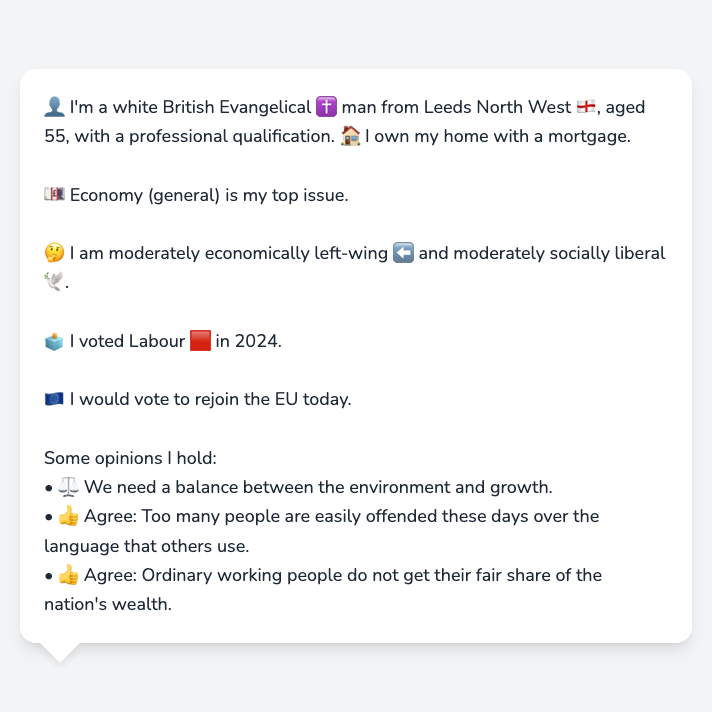 👤 I'm a white British Evangelical ✝️ man from Leeds North West 🏴󠁧󠁢󠁥󠁮󠁧󠁿, aged
55, with a professional qualification. 🏠 I own my home with a mortgage.
💷 Economy (general) is my top issue.
🤔 I am moderately economically left-wing ⬅️ and moderately socially liberal
🕊️.
🗳️ I voted Labour 🟥 in 2024.
🇪🇺 I would vote to rejoin the EU today.
Some opinions I hold:
• ⚖️ We need a balance between the environment and growth.
• 👍 Agree: Too many people are easily offended these days over the
language that others use.
• 👍 Agree: Ordinary working people do not get their fair share of the
nation's wealth.